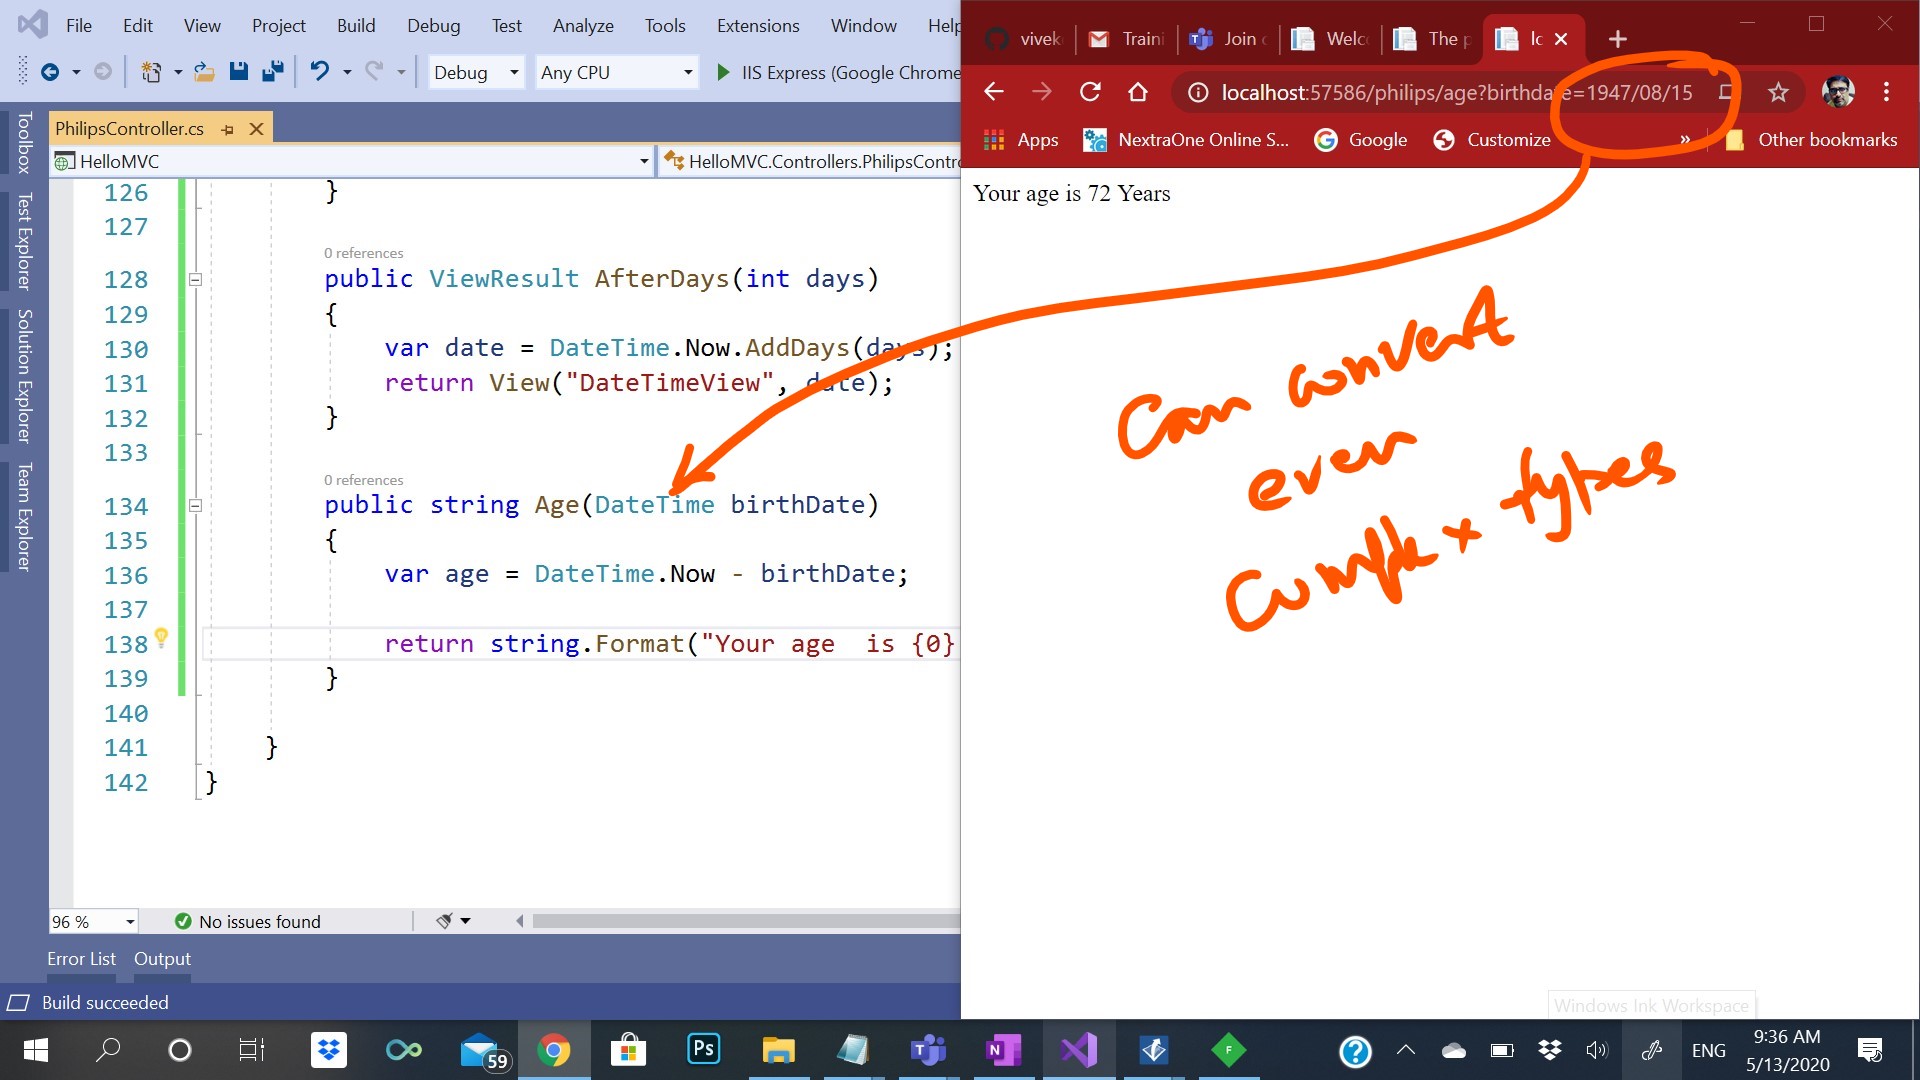 File Edit View Project Build Debug Test Analyze Tools Extensions Window Help
Debug Any CPU IIS Express (Google Chrome
PhilipsController.cs
HelloMVC HelloMVC.Controllers.PhilipsContro
Toolbox
Test Explorer
Solution Explorer
Team Explorer
126 }
127
0 references
128 public ViewResult AfterDays(int days)
129 {
130 var date = DateTime.Now.AddDays(days);
131 return View("DateTimeView", date);
132 }
133
0 references
134 public string Age(DateTime birthDate)
135 {
136 var age = DateTime.Now - birthDate;
137
138 return string.Format("Your age  is {0}
139 }
140
141 }
142 }
96 % No issues found
Error List Output
Build succeeded
vivek Traini Join Welc The p lo
localhost:57586/philips/age?birthdate=1947/08/15
Apps NextraOne Online S... Google Customize » Other bookmarks
Your age is 72 Years
Can convert
even
Complex types
Windows Ink Workspace
59 Ps N F ENG
9:36 AM
5/13/2020